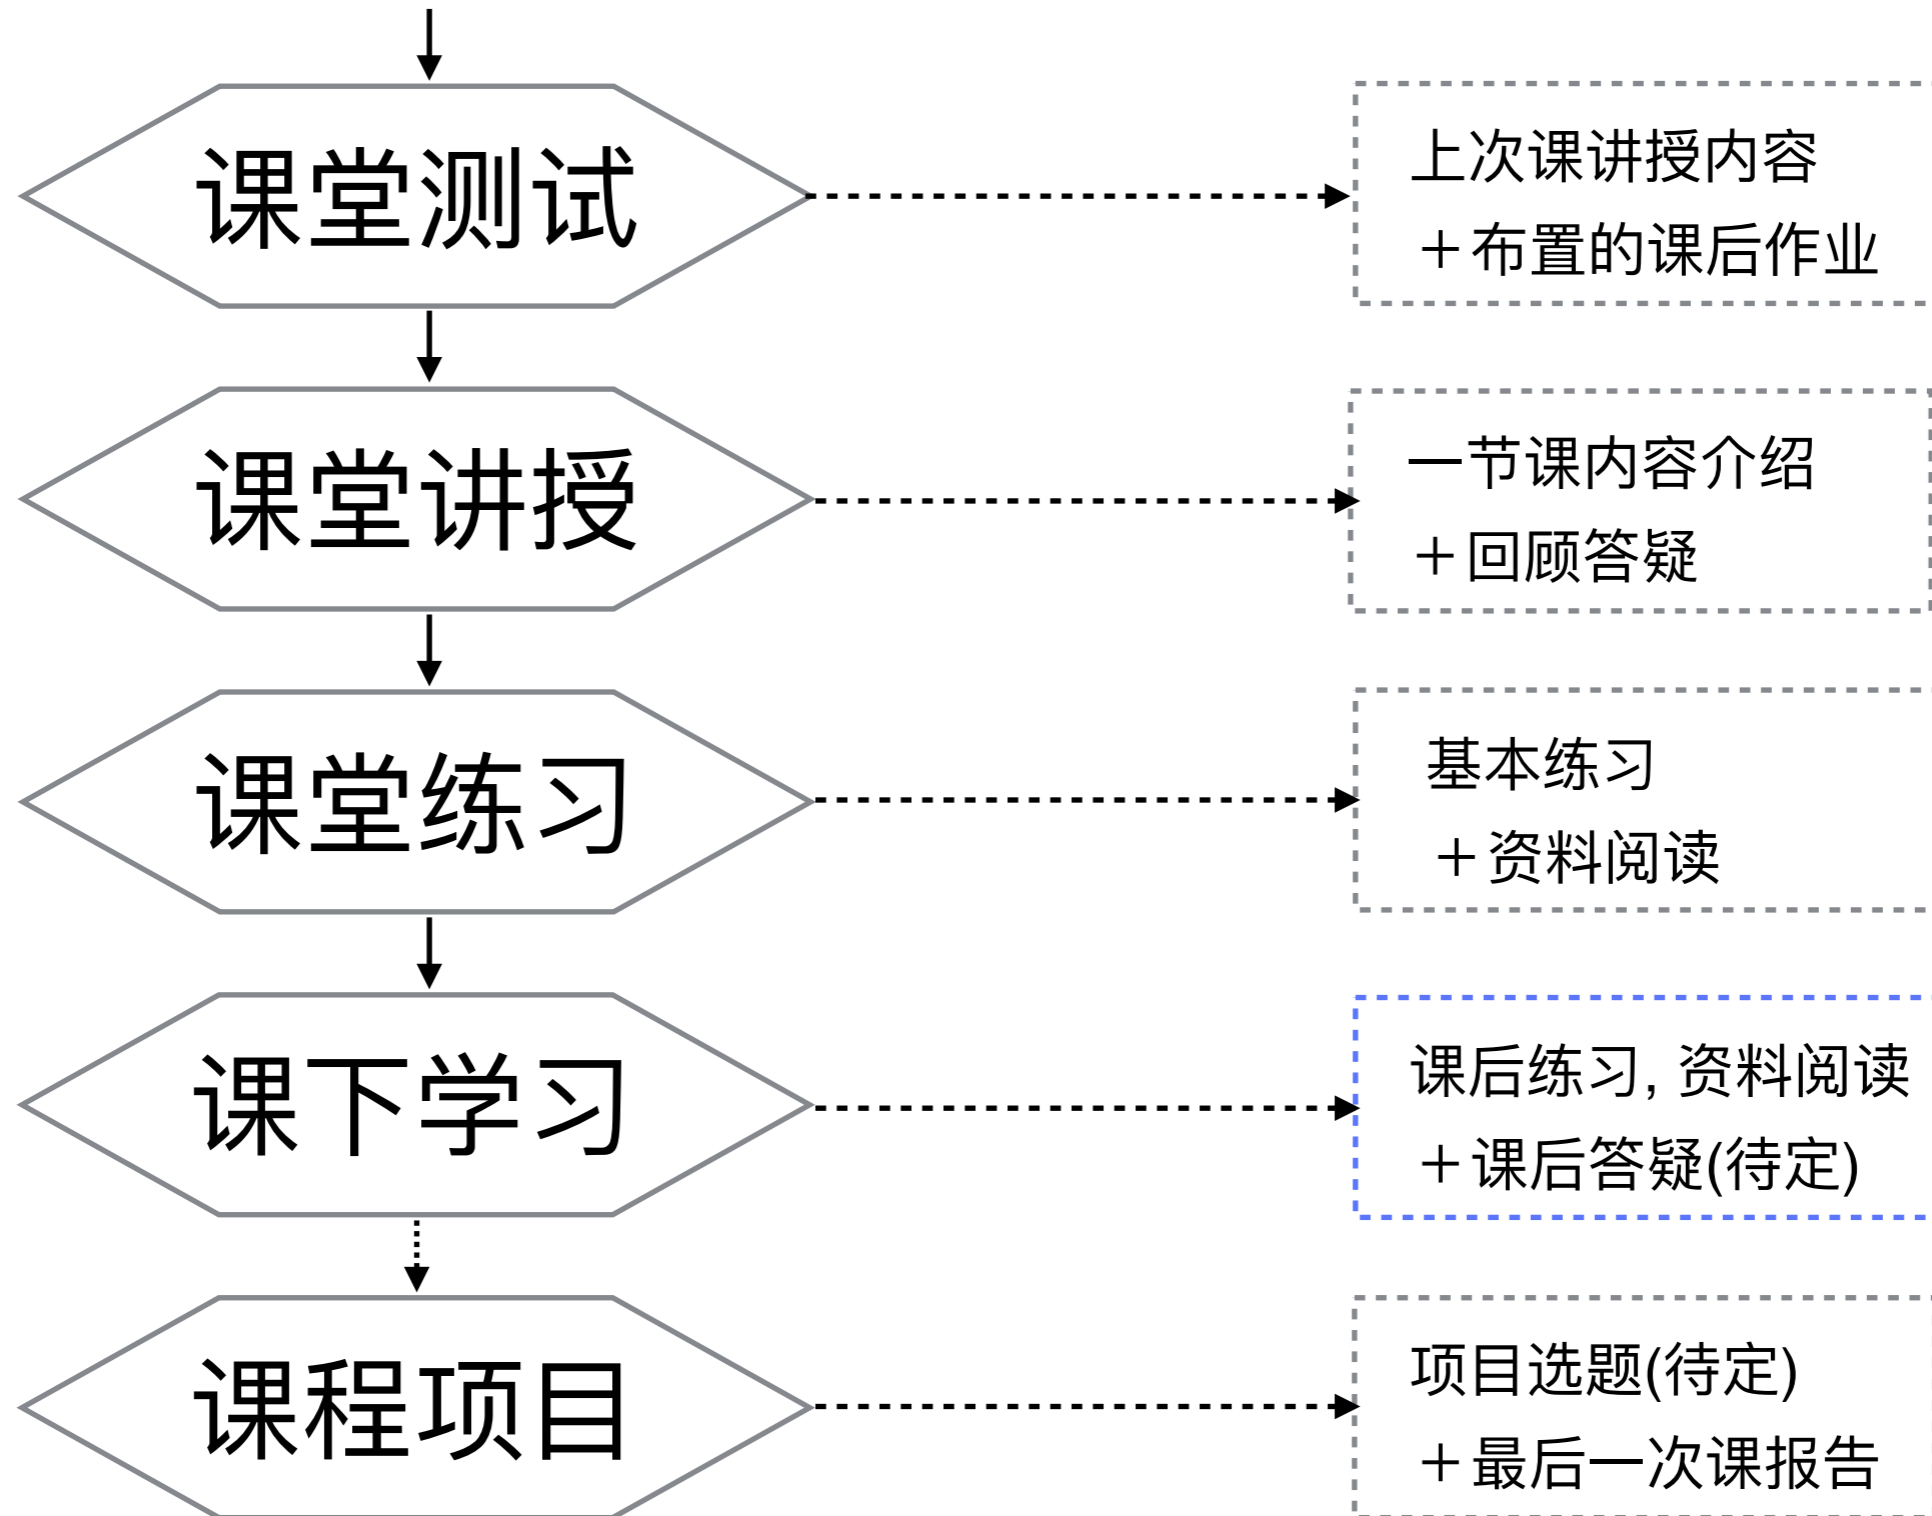 课堂测试
上次课讲授内容
＋布置的课后作业
课堂讲授
一节课内容介绍
＋回顾答疑
课堂练习
基本练习
＋资料阅读
课下学习
课后练习, 资料阅读
＋课后答疑(待定)
课程项目
项目选题(待定)
＋最后一次课报告